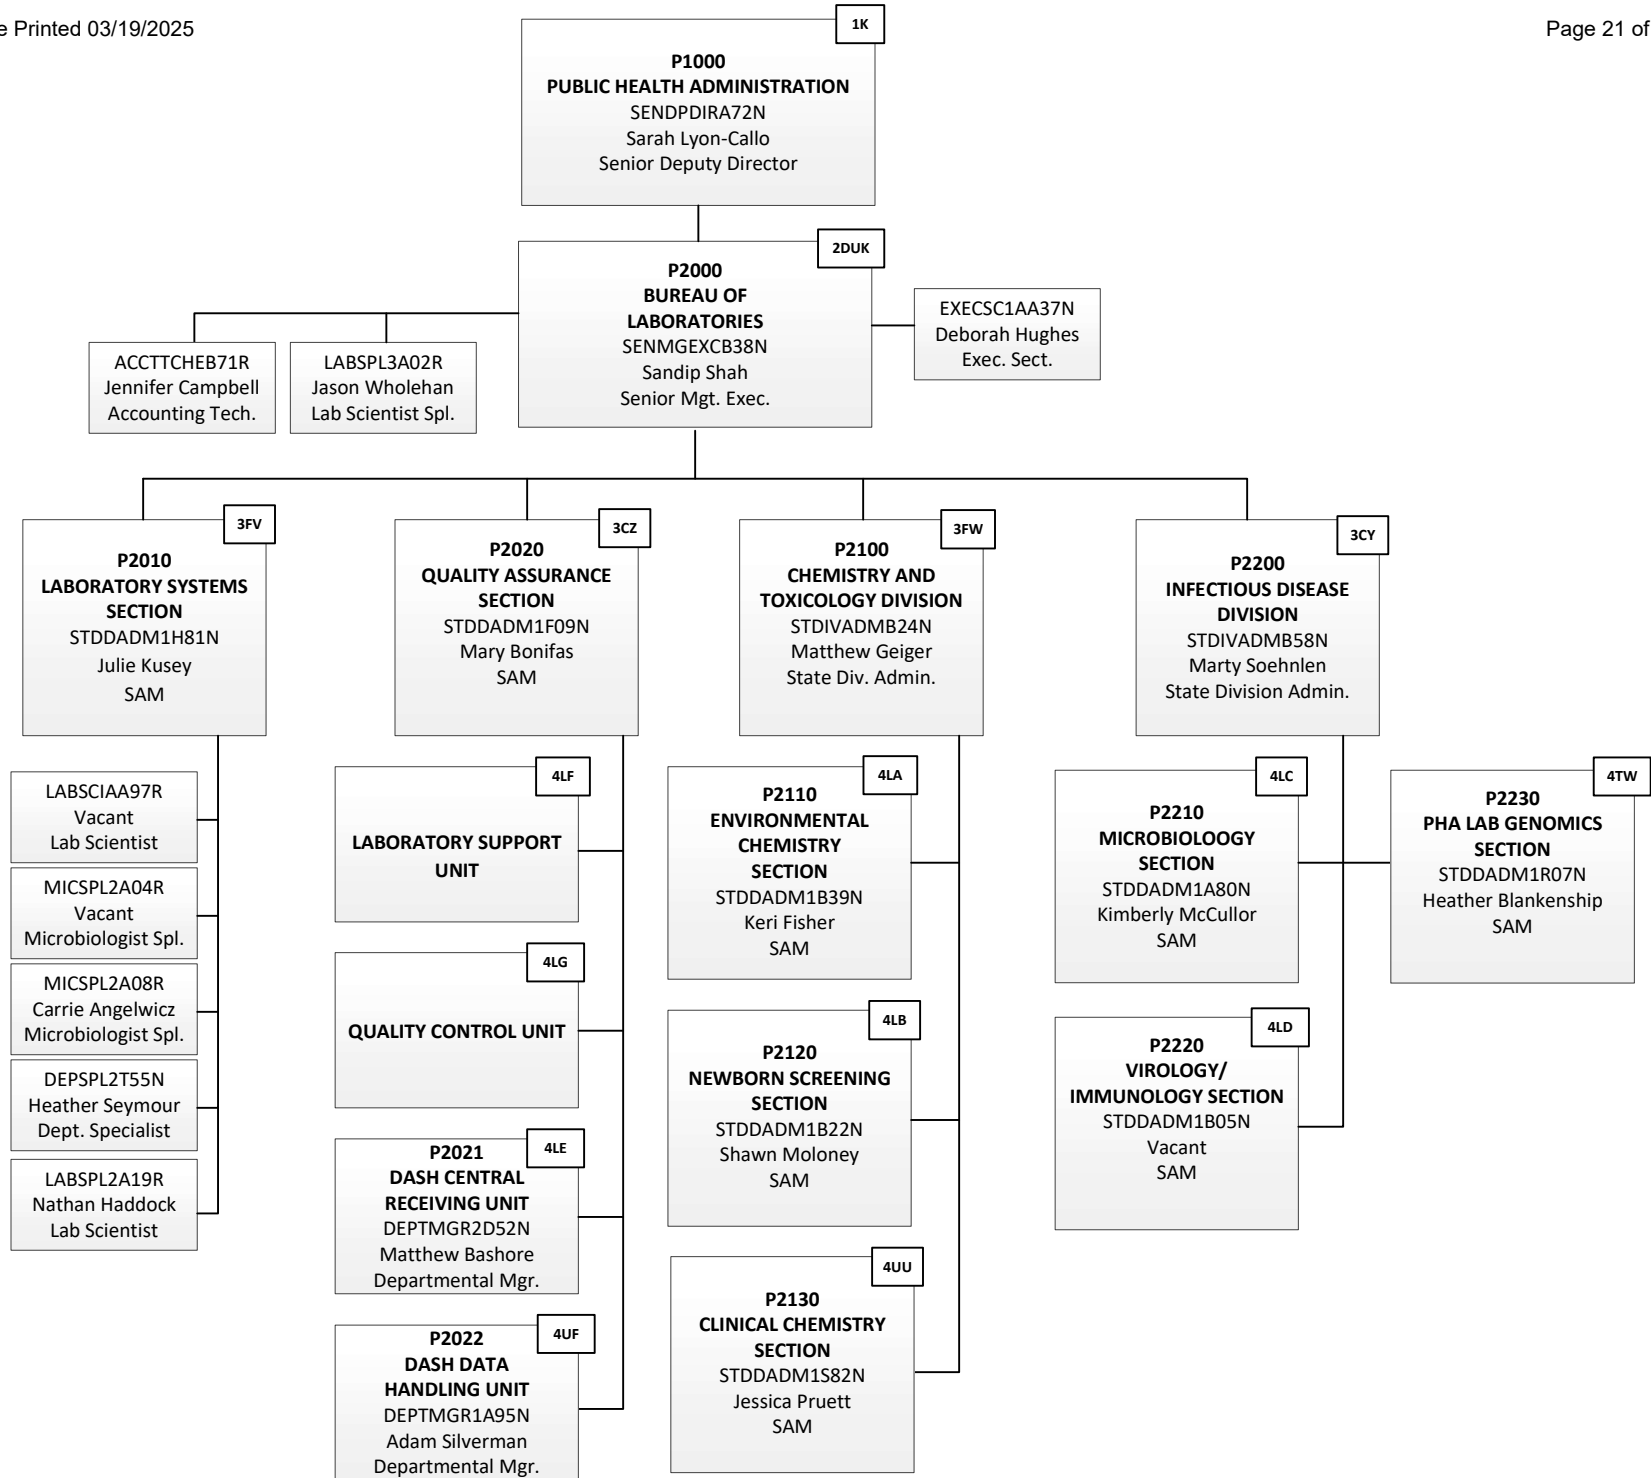 e Printed 03/19/2025
Page 21 of
1K
P1000
PUBLIC HEALTH ADMINISTRATION
SENDPDIRA72N
Sarah Lyon-Callo
Senior Deputy Director
2DUK
P2000
BUREAU OF
LABORATORIES
SENMGEXCB38N
Sandip Shah
Senior Mgt. Exec.
EXECSC1AA37N
Deborah Hughes
Exec. Sect.
ACCTTCHEB71R
Jennifer Campbell
Accounting Tech.
LABSPL3A02R
Jason Wholehan
Lab Scientist Spl.
3FV
P2010
LABORATORY SYSTEMS
SECTION
STDDADM1H81N
Julie Kusey
SAM
3CZ
P2020
QUALITY ASSURANCE
SECTION
STDDADM1F09N
Mary Bonifas
SAM
3FW
P2100
CHEMISTRY AND
TOXICOLOGY DIVISION
STDIVADMB24N
Matthew Geiger
State Div. Admin.
3CY
P2200
INFECTIOUS DISEASE
DIVISION
STDIVADMB58N
Marty Soehnlen
State Division Admin.
LABSCIAA97R
Vacant
Lab Scientist
MICSPL2A04R
Vacant
Microbiologist Spl.
MICSPL2A08R
Carrie Angelwicz
Microbiologist Spl.
DEPSPL2T55N
Heather Seymour
Dept. Specialist
LABSPL2A19R
Nathan Haddock
Lab Scientist
4LF
LABORATORY SUPPORT
UNIT
4LG
QUALITY CONTROL UNIT
4LE
P2021
DASH CENTRAL
RECEIVING UNIT
DEPTMGR2D52N
Matthew Bashore
Departmental Mgr.
4UF
P2022
DASH DATA
HANDLING UNIT
DEPTMGR1A95N
Adam Silverman
Departmental Mgr.
4LA
P2110
ENVIRONMENTAL
CHEMISTRY
SECTION
STDDADM1B39N
Keri Fisher
SAM
4LB
P2120
NEWBORN SCREENING
SECTION
STDDADM1B22N
Shawn Moloney
SAM
4UU
P2130
CLINICAL CHEMISTRY
SECTION
STDDADM1S82N
Jessica Pruett
SAM
4LC
P2210
MICROBIOLOOGY
SECTION
STDDADM1A80N
Kimberly McCullor
SAM
4TW
P2230
PHA LAB GENOMICS
SECTION
STDDADM1R07N
Heather Blankenship
SAM
4LD
P2220
VIROLOGY/
IMMUNOLOGY SECTION
STDDADM1B05N
Vacant
SAM